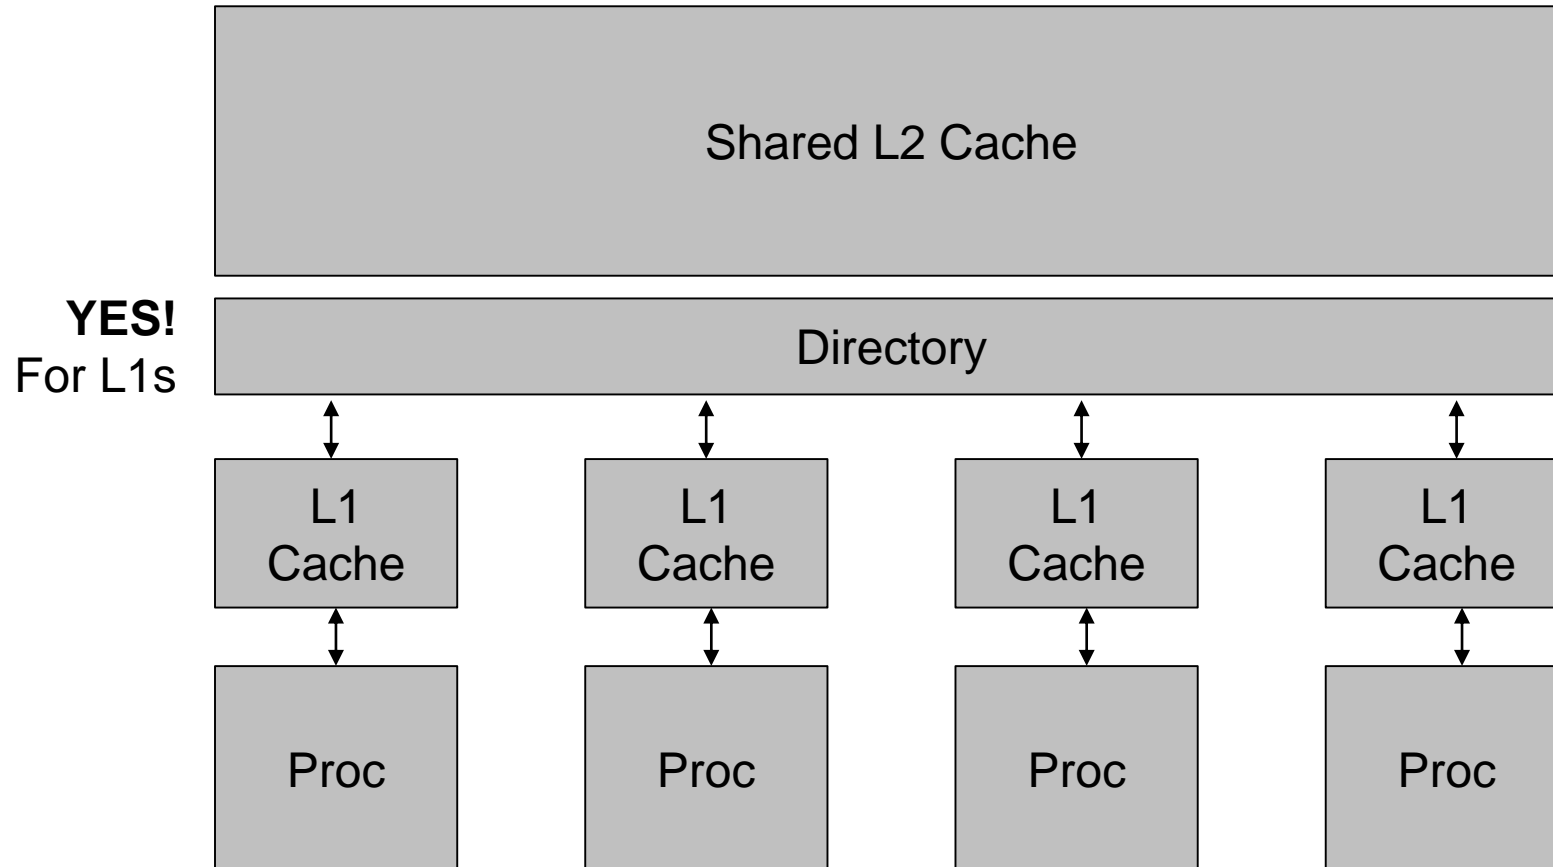 Shared L2 Cache
YES!
For L1s
Directory
L1
Cache
L1
Cache
L1
Cache
L1
Cache
Proc
Proc
Proc
Proc